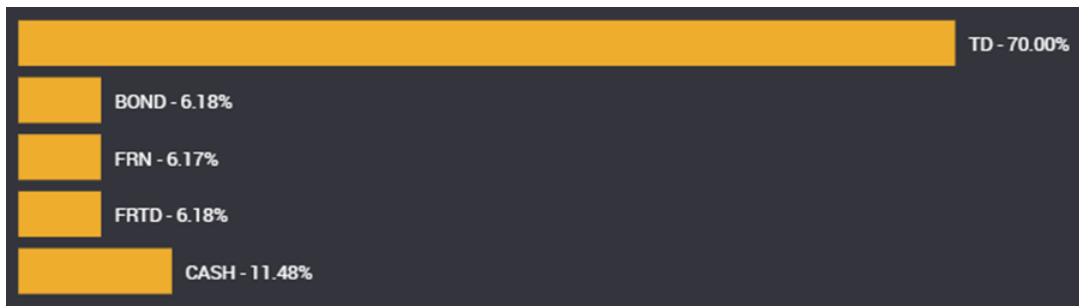 TD - 70.00%
BOND - 6.18%
FRN - 6.17%
FRTD - 6.18%
CASH - 11.48%